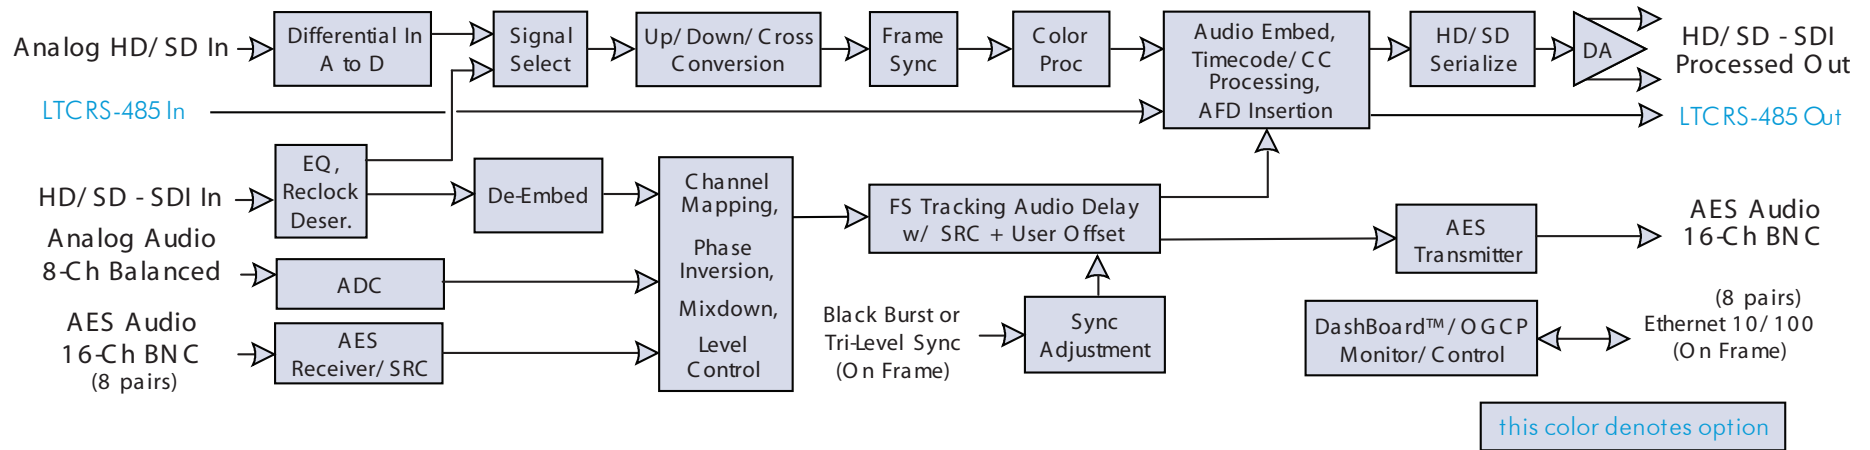 Analog HD/ SD In
Differential In
A to D
Signal
Select
Up/ Down/ Cross
Conversion
Frame
Sync
Color
Proc
Audio Embed,
Timecode/ CC
Processing,
AFD Insertion
HD/ SD
Serialize
DA
HD/ SD - SDI
Processed Out
LTCRS-485 In
LTCRS-485 Out
HD/ SD - SDI In
EQ,
Reclock
Deser.
De-Embed
Channel
Mapping,
Phase
Inversion,
Mixdown,
Level
Control
FS Tracking Audio Delay
w/ SRC + User Offset
AES
Transmitter
AES Audio
16-Ch BNC
(8 pairs)
Analog Audio
8-Ch Balanced
ADC
AES Audio
16-Ch BNC
(8 pairs)
AES
Receiver/ SRC
Black Burst or
Tri-Level Sync
(On Frame)
Sync
Adjustment
DashBoard™/ OGCP
Monitor/ Control
Ethernet 10/ 100
(On Frame)
this color denotes option